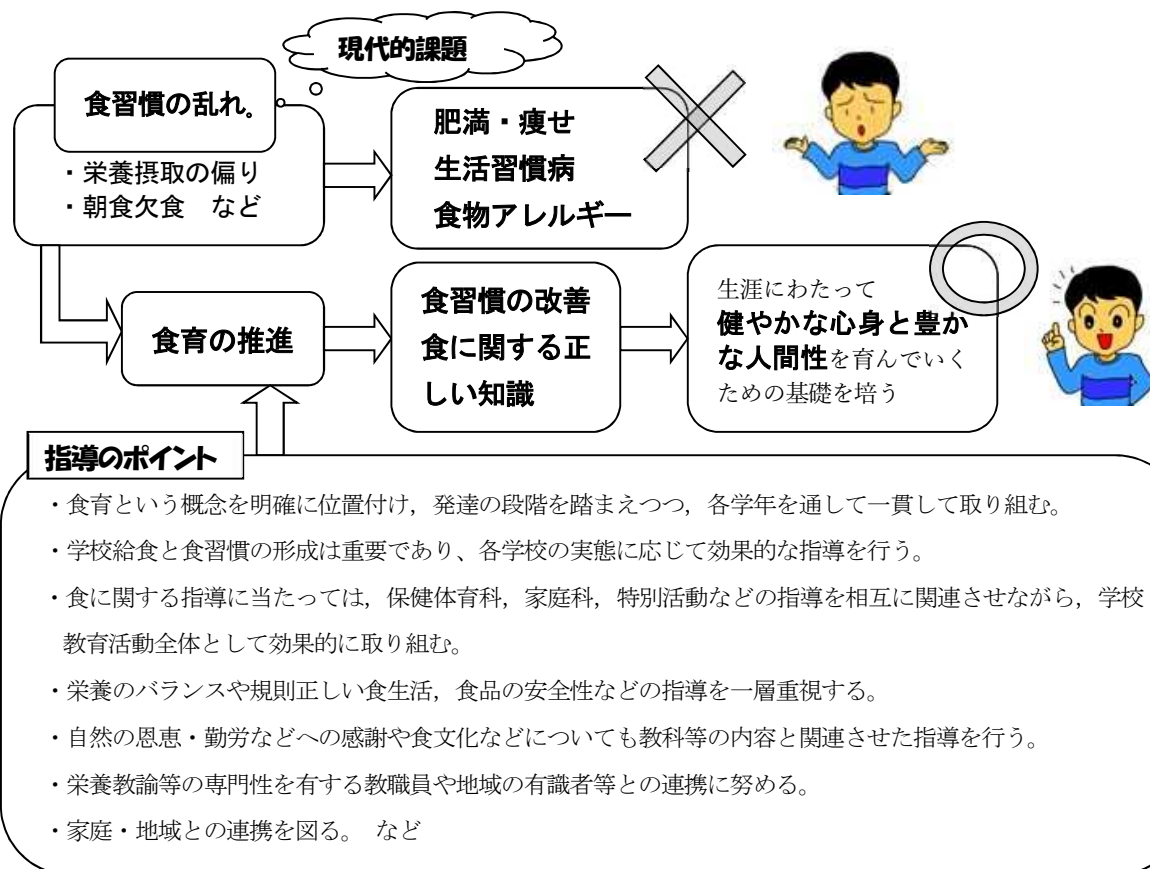 現代的課題
食習慣の乱れ。
・栄養摂取の偏り
・朝食欠食　など
肥満・痩せ
生活習慣病
食物アレルギー
食育の推進
食習慣の改善
食に関する正
しい知識
生涯にわたって
健やかな心身と豊か
な人間性を育んでいく
ための基礎を培う
指導のポイント
・食育という概念を明確に位置付け，発達の段階を踏まえつつ，各学年を通して一貫して取り組む。
・学校給食と食習慣の形成は重要であり、各学校の実態に応じて効果的な指導を行う。
・食に関する指導に当たっては，保健体育科，家庭科，特別活動などの指導を相互に関連させながら，学校
教育活動全体として効果的に取り組む。
・栄養のバランスや規則正しい食生活，食品の安全性などの指導を一層重視する。
・自然の恩恵・勤労などへの感謝や食文化などについても教科等の内容と関連させた指導を行う。
・栄養教諭等の専門性を有する教職員や地域の有識者等との連携に努める。
・家庭・地域との連携を図る。　など